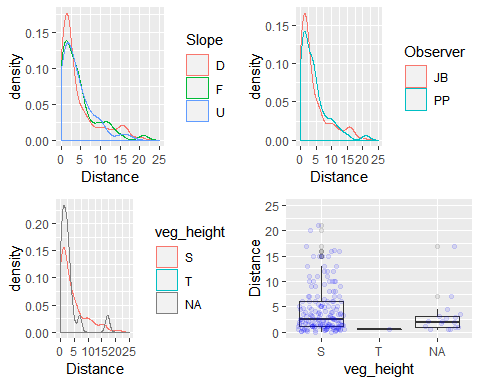 Slope
D
F
U
density
0.15
0.10
0.05
0.00
0 5 10 15 20 25
Distance
Observer
JB
PP
density
0.15
0.10
0.05
0.00
0 5 10 15 20 25
Distance
veg_height
S
T
NA
density
0.20
0.15
0.10
0.05
0.00
0 5 10 15 20 25
Distance
Distance
25
20
15
10
5
0
S T NA
veg_height